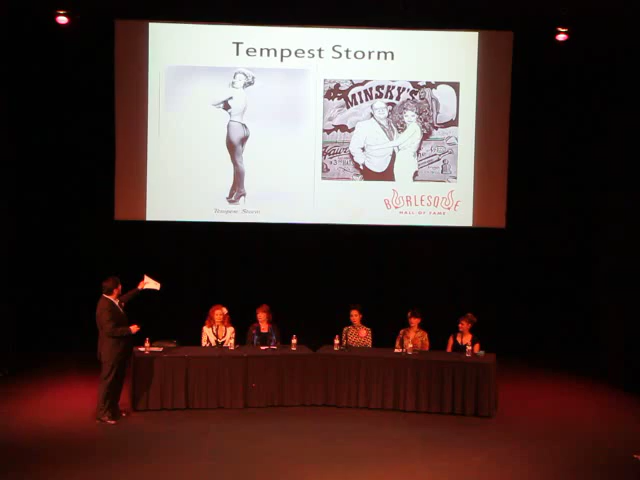 Tempest Storm
MINSKY'S
Tempest Storm
BURLESQUE
HALL OF FAME